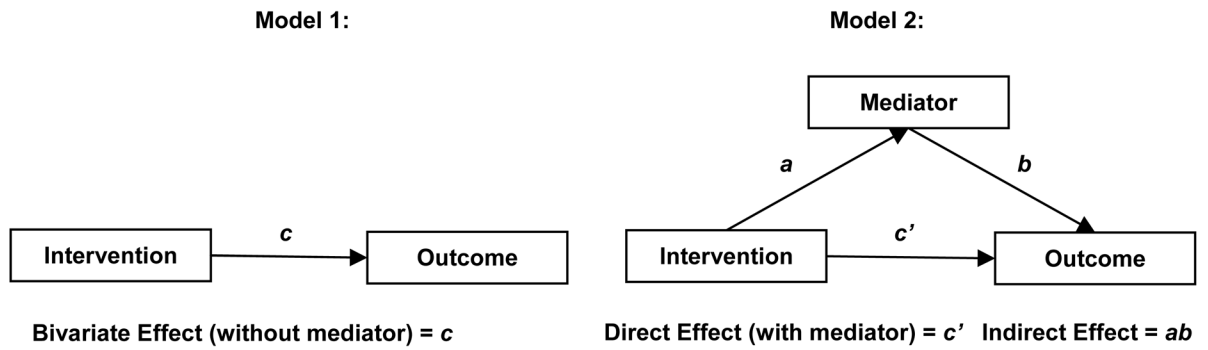 Model 1:
Intervention
c
Outcome
Bivariate Effect (without mediator) = c
Model 2:
Mediator
a
b
Intervention
c’
Outcome
Direct Effect (with mediator) = c’ Indirect Effect = ab